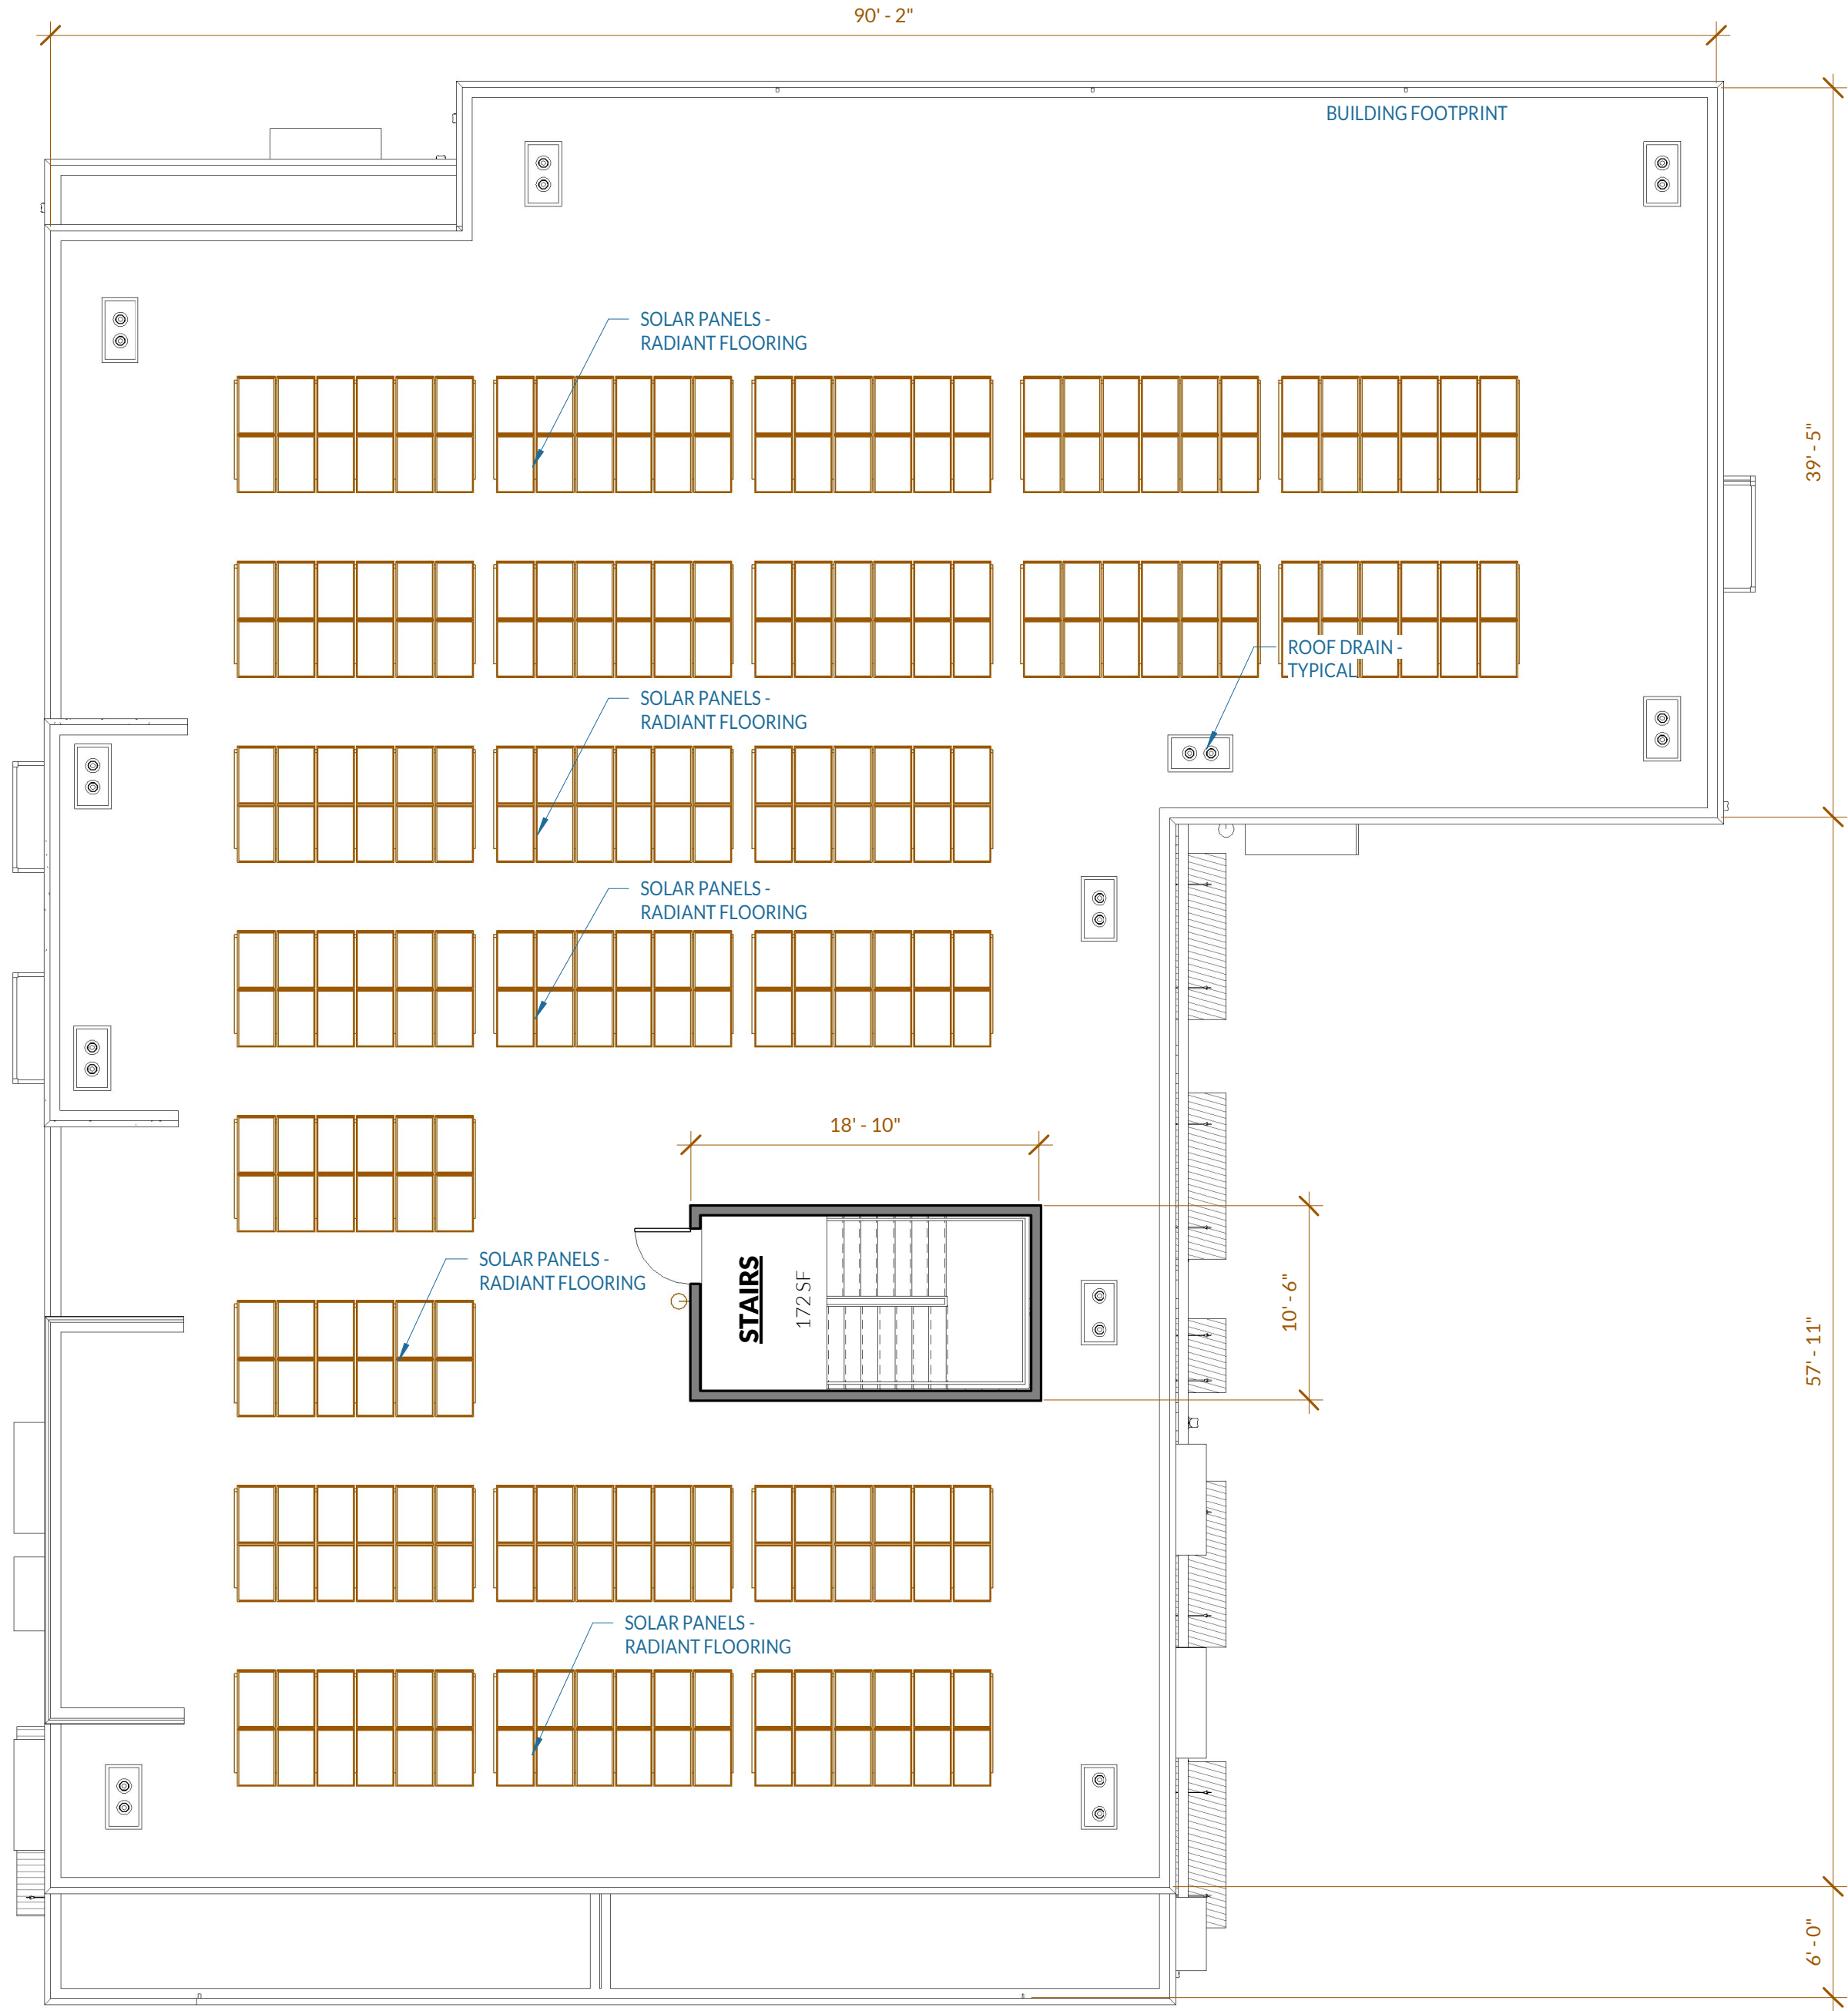 90' - 2"
BUILDING FOOTPRINT
SOLAR PANELS -
RADIANT FLOORING
39' - 5"
ROOF DRAIN -
TYPICAL
SOLAR PANELS -
RADIANT FLOORING
SOLAR PANELS -
RADIANT FLOORING
18' - 10"
SOLAR PANELS -
RADIANT FLOORING
STAIRS
172 SF
10' - 6"
57' - 11"
SOLAR PANELS -
RADIANT FLOORING
6' - 0"